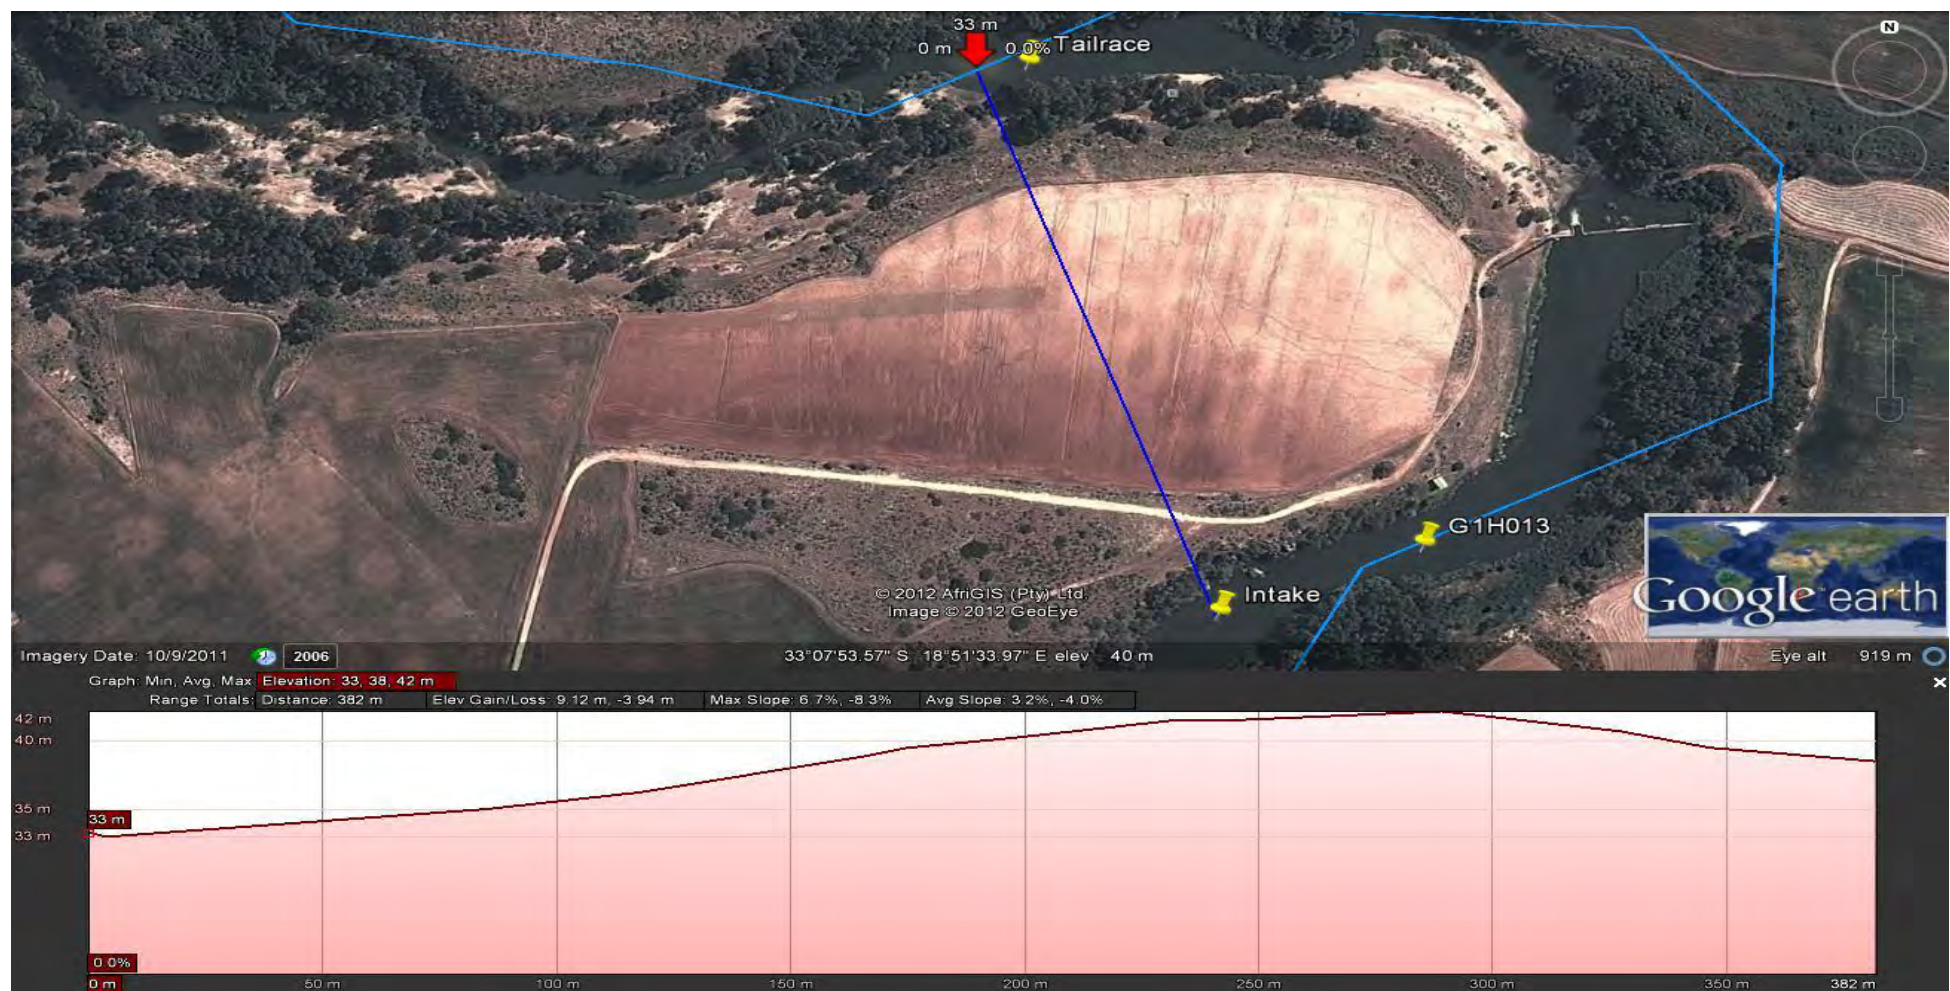 33 m
0 m 0.0% Tailrace
N
G1H013
Intake
© 2012 AfriGIS (Pty) Ltd.
Image © 2012 GeoEye
Google earth
Imagery Date: 10/9/2011 2006 33°07'53.57" S 18°51'33.97" E elev 40 m Eye alt 919 m
Graph: Min, Avg, Max Elevation: 33, 38, 42 m
Range Totals: Distance: 382 m Elev Gain/Loss: 9.12 m, -3.94 m Max Slope: 6.7%, -8.3% Avg Slope: 3.2%, -4.0%
42 m
40 m
35 m
33 m
33 m
0.0%
0 m 50 m 100 m 150 m 200 m 250 m 300 m 350 m 382 m